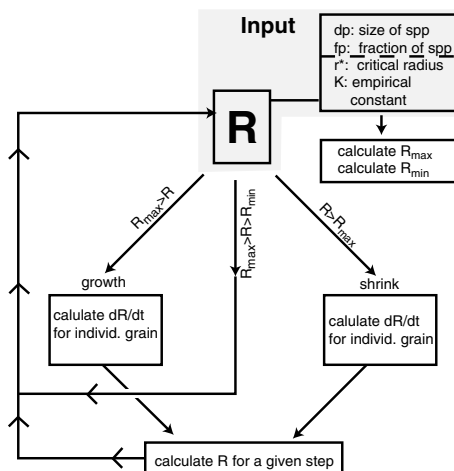 Input
dp: size of spp
fp: fraction of spp
r*: critical radius
K: empirical
constant
R
calculate Rmax
calculate Rmin
Rmax>R
Rmax>R>Rmin
R>Rmax
growth
shrink
calulate dR/dt
for individ. grain
calulate dR/dt
for individ. grain
calculate R for a given step